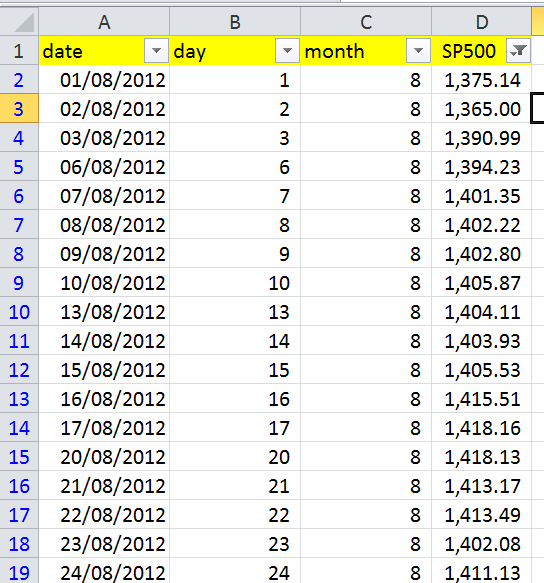 A B C D
1 date day month SP500
2 01/08/2012 1 8 1,375.14
3 02/08/2012 2 8 1,365.00
4 03/08/2012 3 8 1,390.99
5 06/08/2012 6 8 1,394.23
6 07/08/2012 7 8 1,401.35
7 08/08/2012 8 8 1,402.22
8 09/08/2012 9 8 1,402.80
9 10/08/2012 10 8 1,405.87
10 13/08/2012 13 8 1,404.11
11 14/08/2012 14 8 1,403.93
12 15/08/2012 15 8 1,405.53
13 16/08/2012 16 8 1,415.51
14 17/08/2012 17 8 1,418.16
15 20/08/2012 20 8 1,418.13
16 21/08/2012 21 8 1,413.17
17 22/08/2012 22 8 1,413.49
18 23/08/2012 23 8 1,402.08
19 24/08/2012 24 8 1,411.13